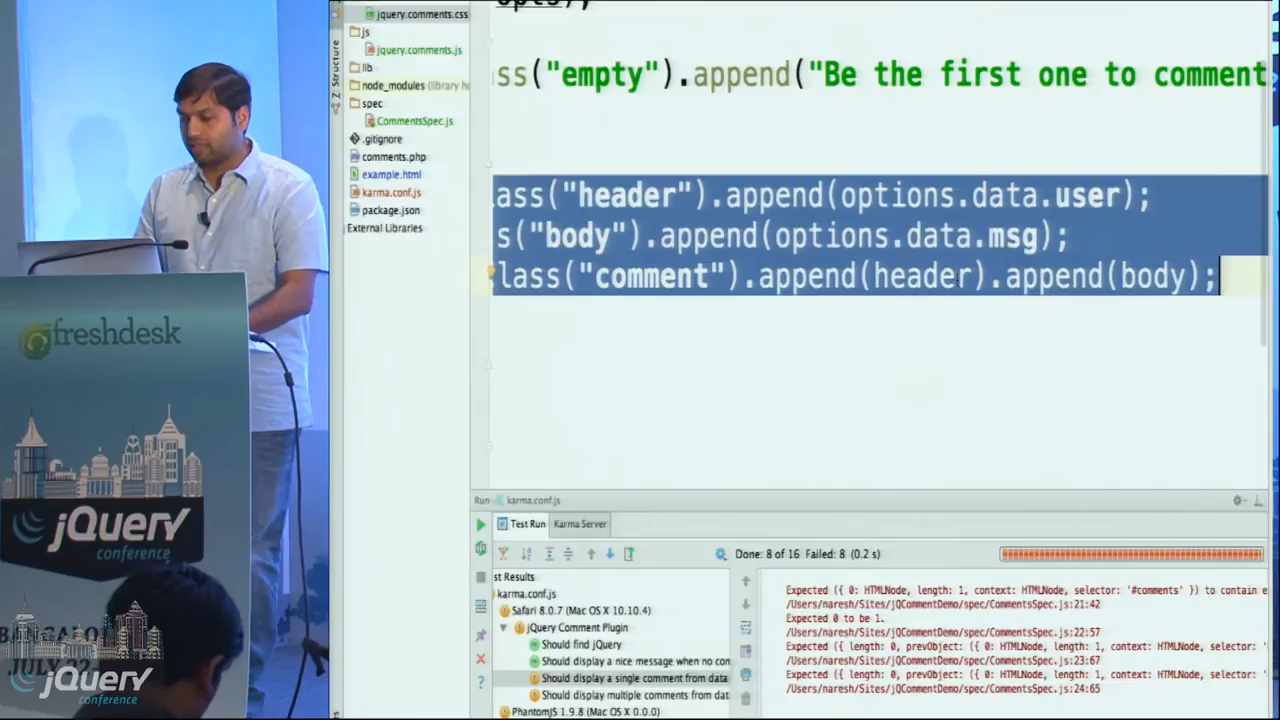 freshdesk
jQuery
conference
BANGALO
JULY
jQuery
conference
Z: Structure
jquery.comments.css
js
jquery.comments.js
lib
node_modules (library ho
spec
CommentsSpec.js
.gitignore
comments.php
example.html
karma.conf.js
package.json
External Libraries
ss("empty").append("Be the first one to comment
ass("header").append(options.data.user);
s("body").append(options.data.msg);
lass("comment").append(header).append(body);
Run karma.conf.js
Test Run Karma Server
Done: 8 of 16 Failed: 8 (0.2 s)
st Results
karma.conf.js
Safari 8.0.7 (Mac OS X 10.10.4)
jQuery Comment Plugin
Should find jQuery
Should display a nice message when no com
Should display a single comment from data
Should display multiple comments from dat
PhantomJS 1.9.8 (Mac OS X 0.0.0)
Expected ({ 0: HTMLNode, length: 1, context: HTMLNode, selector: '#comments' }) to contain e
/Users/naresh/Sites/jQCommentDemo/spec/CommentsSpec.js:21:42
Expected 0 to be 1.
/Users/naresh/Sites/jQCommentDemo/spec/CommentsSpec.js:22:57
Expected ({ length: 0, prevObject: ({ 0: HTMLNode, length: 1, context: HTMLNode, selector: '
/Users/naresh/Sites/jQCommentDemo/spec/CommentsSpec.js:23:67
Expected ({ length: 0, prevObject: ({ 0: HTMLNode, length: 1, context: HTMLNode, selector: '
/Users/naresh/Sites/jQCommentDemo/spec/CommentsSpec.js:24:65